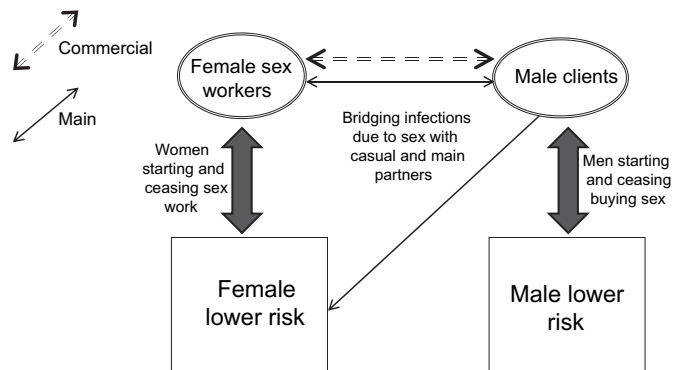 Commercial
Main
Female sex
workers
Male clients
Bridging infections
due to sex with
casual and main
partners
Women
starting and
ceasing sex
work
Men starting
and ceasing
buying sex
Female
lower risk
Male lower
risk